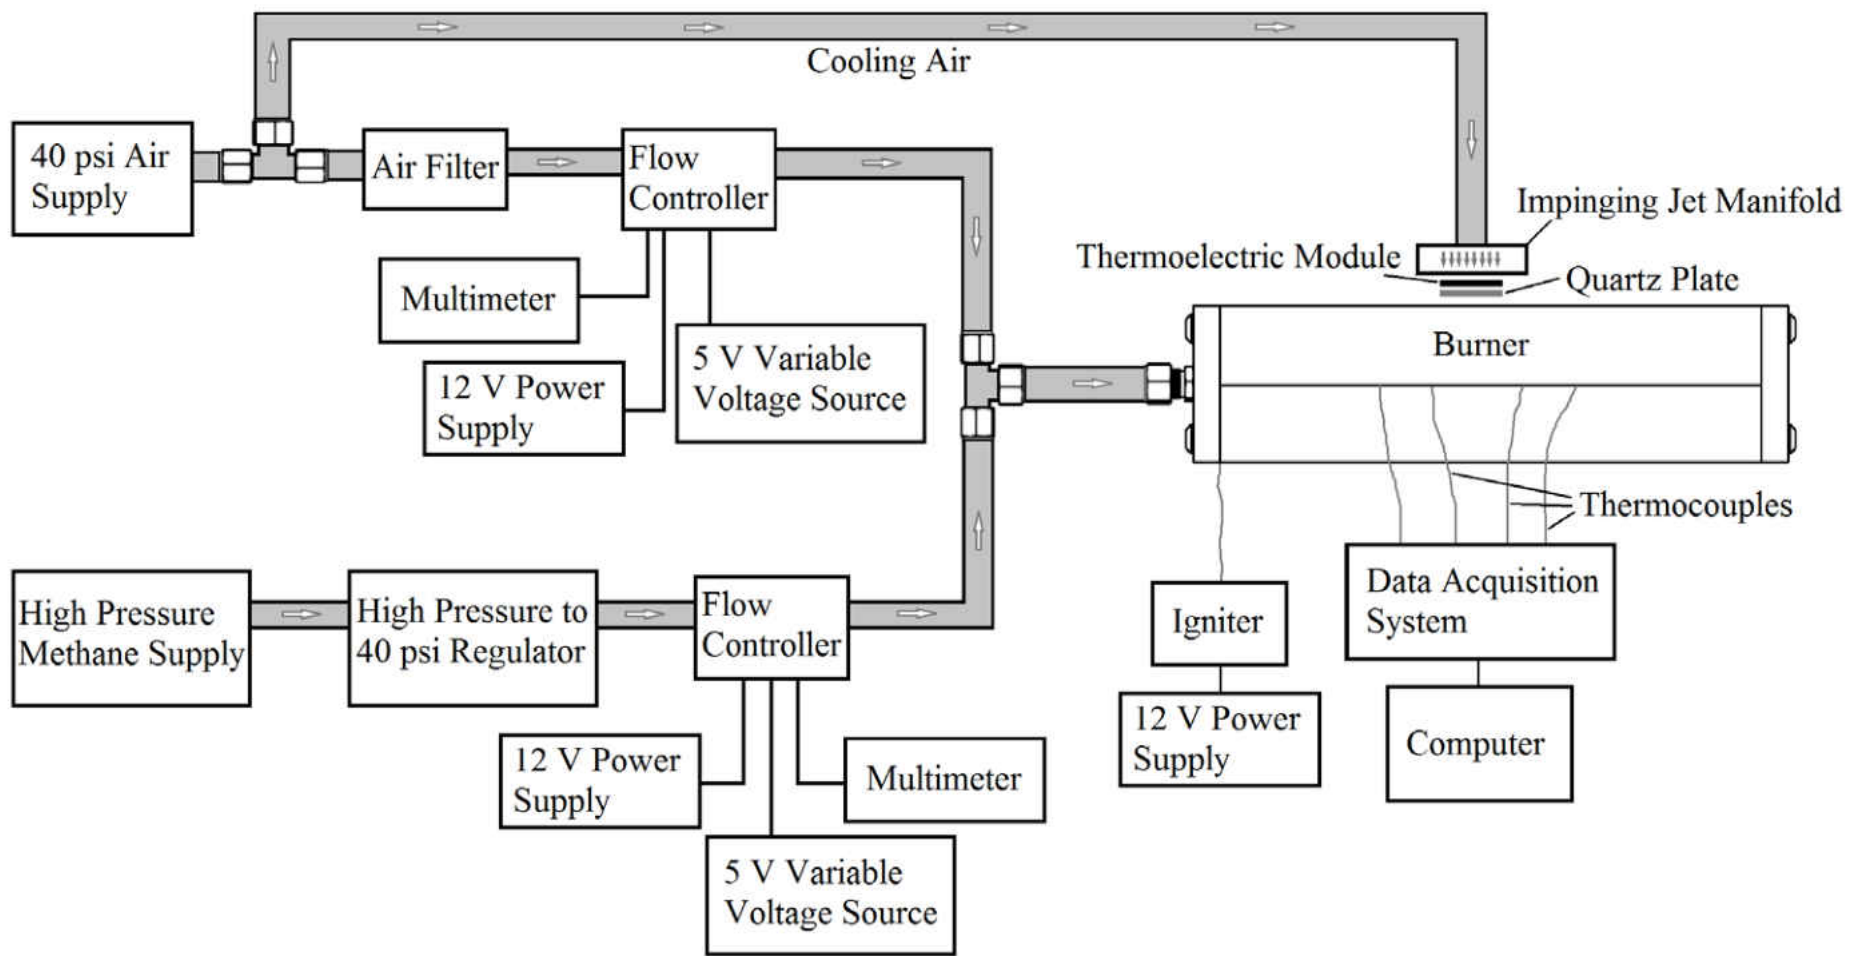 Cooling Air
40 psi Air
Supply
Air Filter
Flow
Controller
Impinging Jet Manifold
Thermoelectric Module
Quartz Plate
Multimeter
12 V Power
Supply
5 V Variable
Voltage Source
Burner
Thermocouples
High Pressure
Methane Supply
High Pressure to
40 psi Regulator
Flow
Controller
12 V Power
Supply
Multimeter
5 V Variable
Voltage Source
Igniter
12 V Power
Supply
Data Acquisition
System
Computer